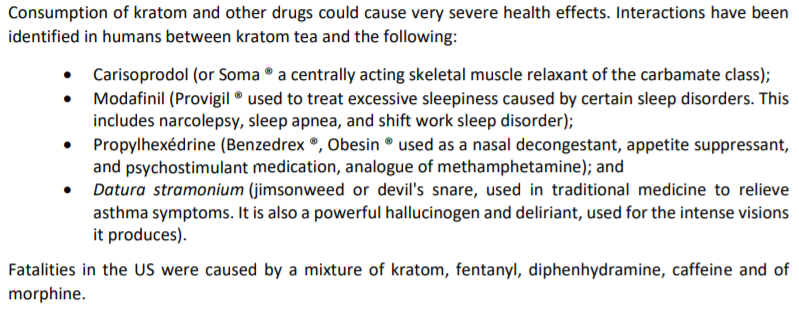 Consumption of kratom and other drugs could cause very severe health effects. Interactions have been
identified in humans between kratom tea and the following:
• Carisoprodol (or Soma ® a centrally acting skeletal muscle relaxant of the carbamate class);
• Modafinil (Provigil ® used to treat excessive sleepiness caused by certain sleep disorders. This
includes narcolepsy, sleep apnea, and shift work sleep disorder);
• Propylhexédrine (Benzedrex ®, Obesin ® used as a nasal decongestant, appetite suppressant,
and psychostimulant medication, analogue of methamphetamine); and
• Datura stramonium (jimsonweed or devil's snare, used in traditional medicine to relieve
asthma symptoms. It is also a powerful hallucinogen and deliriant, used for the intense visions
it produces).
Fatalities in the US were caused by a mixture of kratom, fentanyl, diphenhydramine, caffeine and of
morphine.